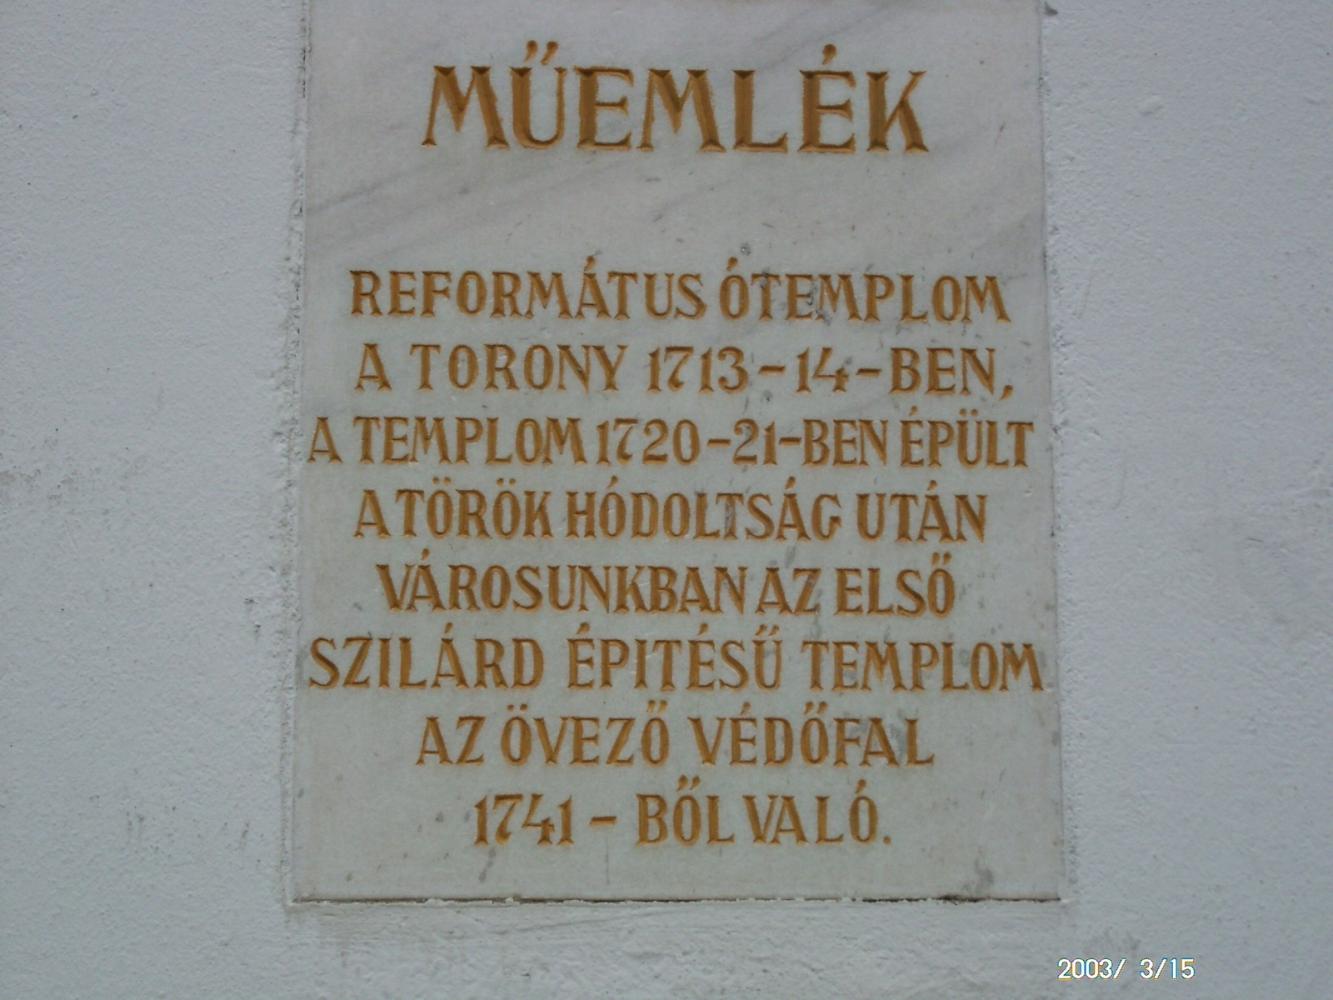 MŰEMLÉK
REFORMÁTUS ÓTEMPLOM
A TORONY 1713-14-BEN,
A TEMPLOM 1720-21-BEN ÉPÜLT
A TÖRÖK HÓDOLTSÁG UTÁN
VÁROSUNKBAN AZ ELSŐ
SZILÁRD ÉPITÉSŰ TEMPLOM
AZ ÖVEZŐ VÉDŐFAL
1741-BŐL VALÓ.
2003/ 3/15